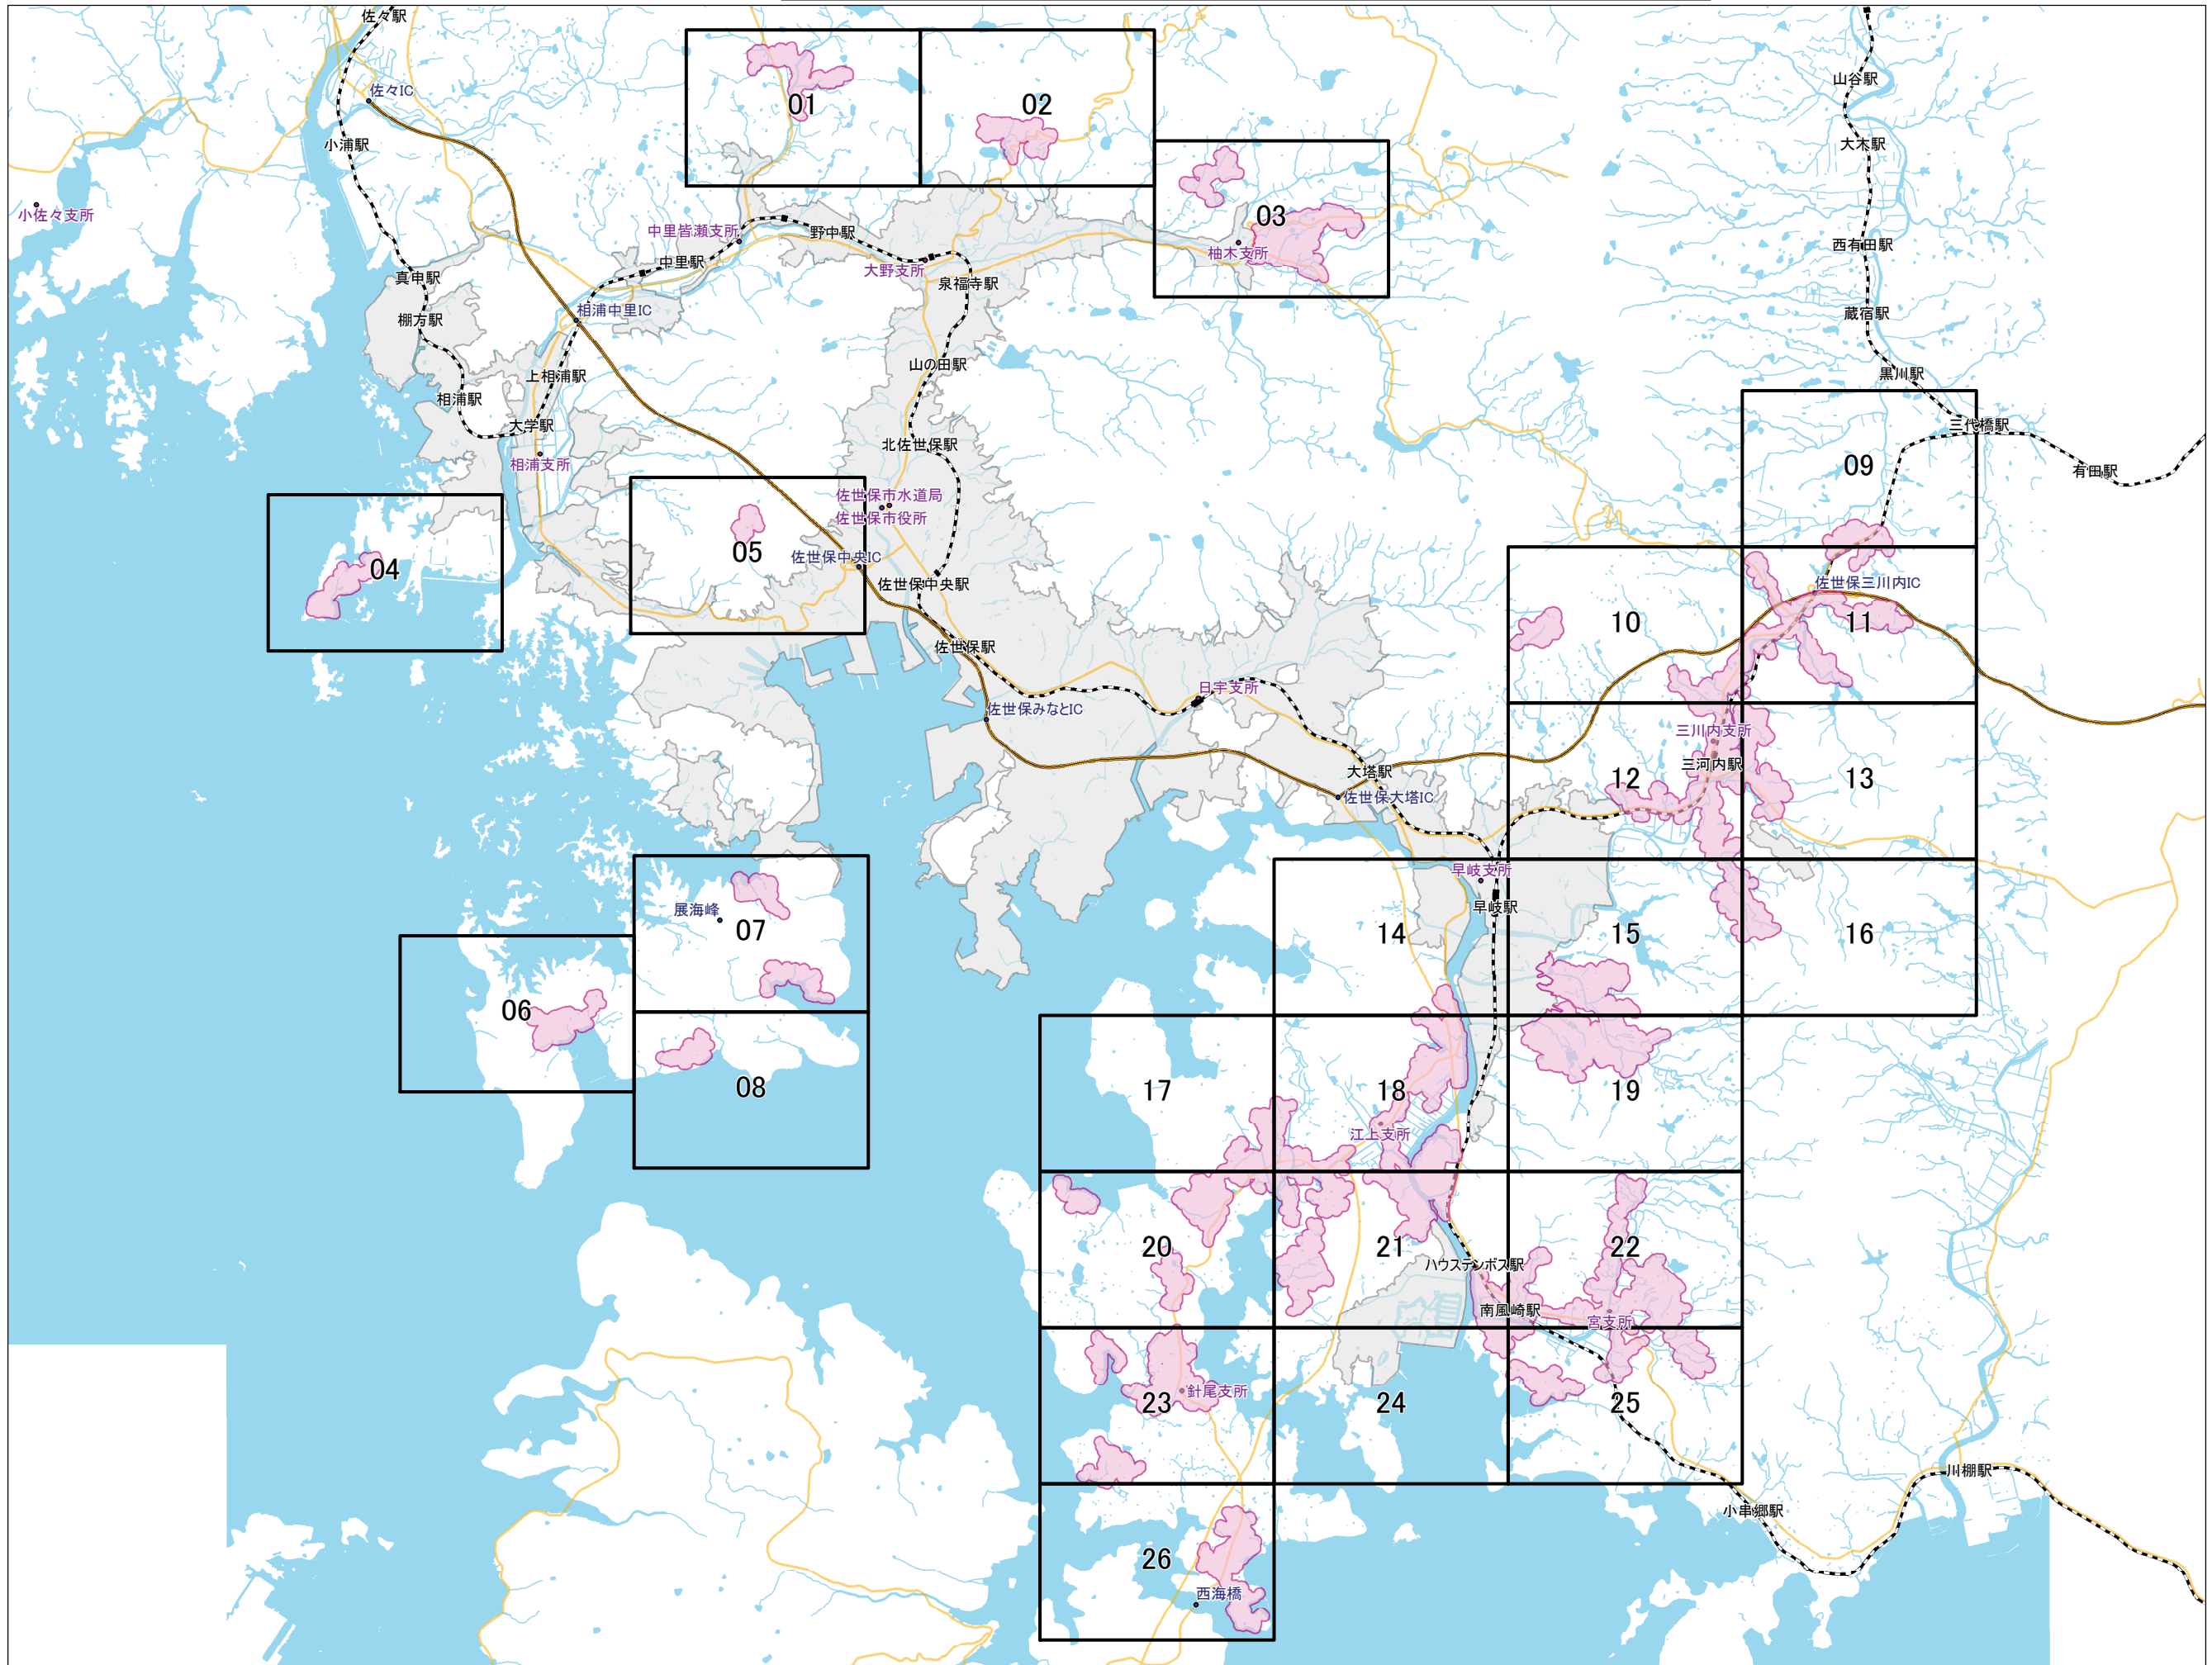 佐々駅
佐々IC
小浦駅
小佐々支所
01
02
山谷駅
大木駅
03
柚木支所
中里皆瀬支所
野中駅
中里駅
大野支所
泉福寺駅
真申駅
棚方駅
相浦中里IC
西有田駅
蔵宿駅
黒川駅
上相浦駅
山の田駅
相浦駅
大学駅
相浦支所
北佐世保駅
三代橋駅
有田駅
09
佐世保市水道局
佐世保市役所
04
05
佐世保中央IC
佐世保中央駅
佐世保三川内IC
10
11
佐世保駅
日宇支所
佐世保みなとIC
三川内支所
三河内駅
大塔駅
佐世保大塔IC
12
13
早岐支所
早岐駅
展海峰
07
14
15
16
06
08
17
18
19
江上支所
20
21
22
ハウステンボス駅
南風崎駅
宮支所
23
針尾支所
24
25
川棚駅
小串郷駅
26
西海橋